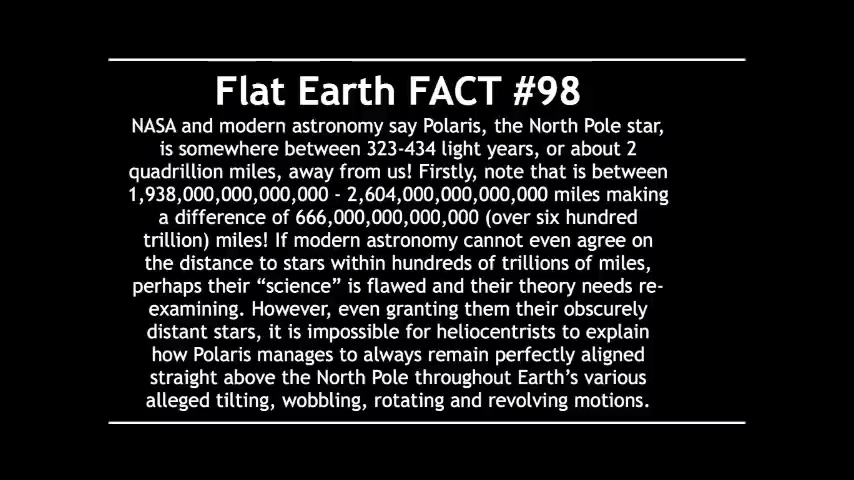 Flat Earth FACT #98
NASA and modern astronomy say Polaris, the North Pole star,
is somewhere between 323-434 light years, or about 2
quadrillion miles, away from us! Firstly, note that is between
1,938,000,000,000,000 - 2,604,000,000,000,000 miles making
a difference of 666,000,000,000,000 (over six hundred
trillion) miles! If modern astronomy cannot even agree on
the distance to stars within hundreds of trillions of miles,
perhaps their “science” is flawed and their theory needs re-
examining. However, even granting them their obscurely
distant stars, it is impossible for heliocentrists to explain
how Polaris manages to always remain perfectly aligned
straight above the North Pole throughout Earth’s various
alleged tilting, wobbling, rotating and revolving motions.